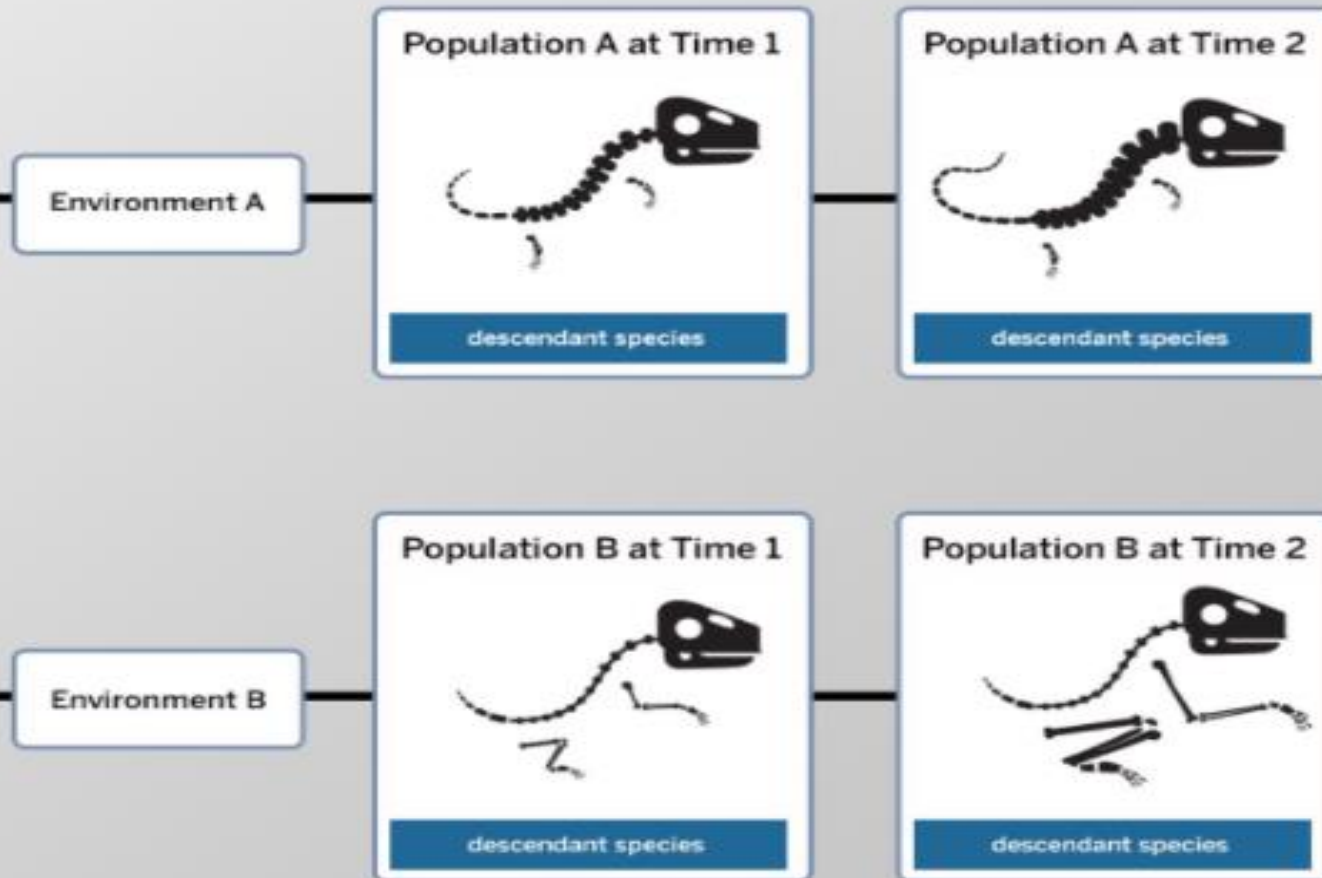 Population A at Time 1
Population A at Time 2
Environment A
descendant species
descendant species
Population B at Time 1
Population B at Time 2
Environment B
descendant species
descendant species